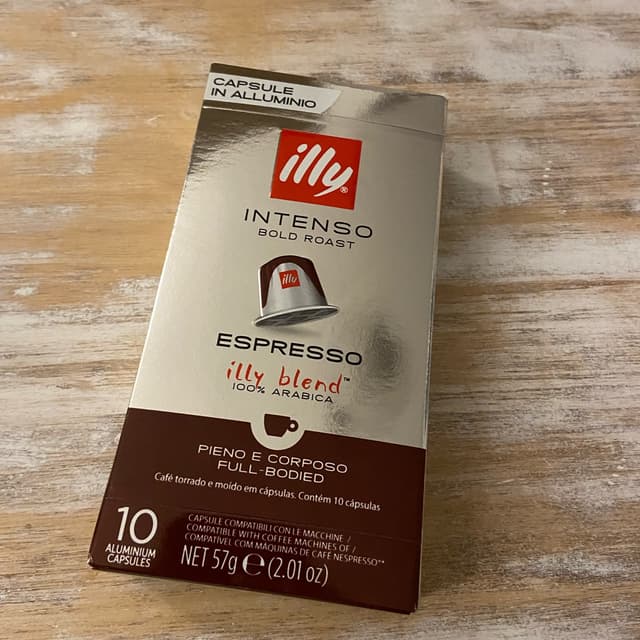 CAPSULE
IN ALLUMINIO
illy®
INTENSO
BOLD ROAST
illy
ESPRESSO
illy blend™
100% ARABICA
PIENO E CORPOSO
FULL-BODIED
Café torrado e moído em cápsulas. Contém 10 cápsulas
10
ALUMINIUM
CAPSULES
CAPSULE COMPATIBILI CON LE MACCHINE /
COMPATIBLE WITH COFFEE MACHINES OF /
COMPATÍVEL COM MÁQUINAS DE CAFÉ NESPRESSO**
NET 57g ℮ (2.01 oz)